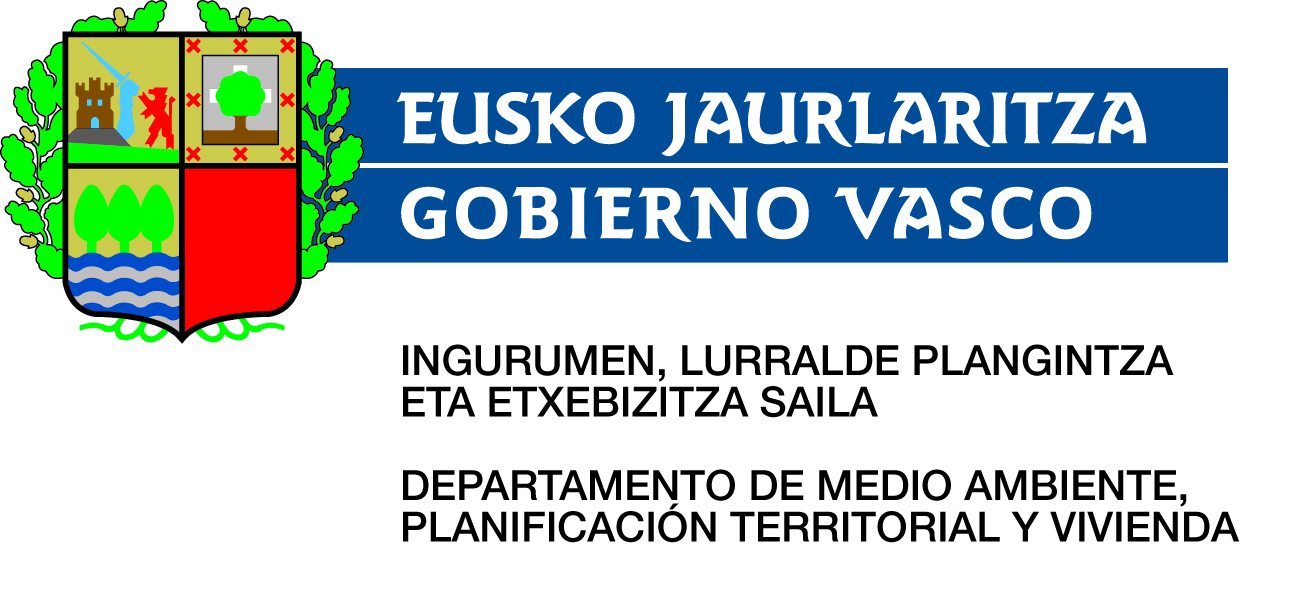 EUSKO JAURLARITZA
GOBIERNO VASCO
INGURUMEN, LURRALDE PLANGINTZA
ETA ETXEBIZITZA SAILA
DEPARTAMENTO DE MEDIO AMBIENTE,
PLANIFICACIÓN TERRITORIAL Y VIVIENDA